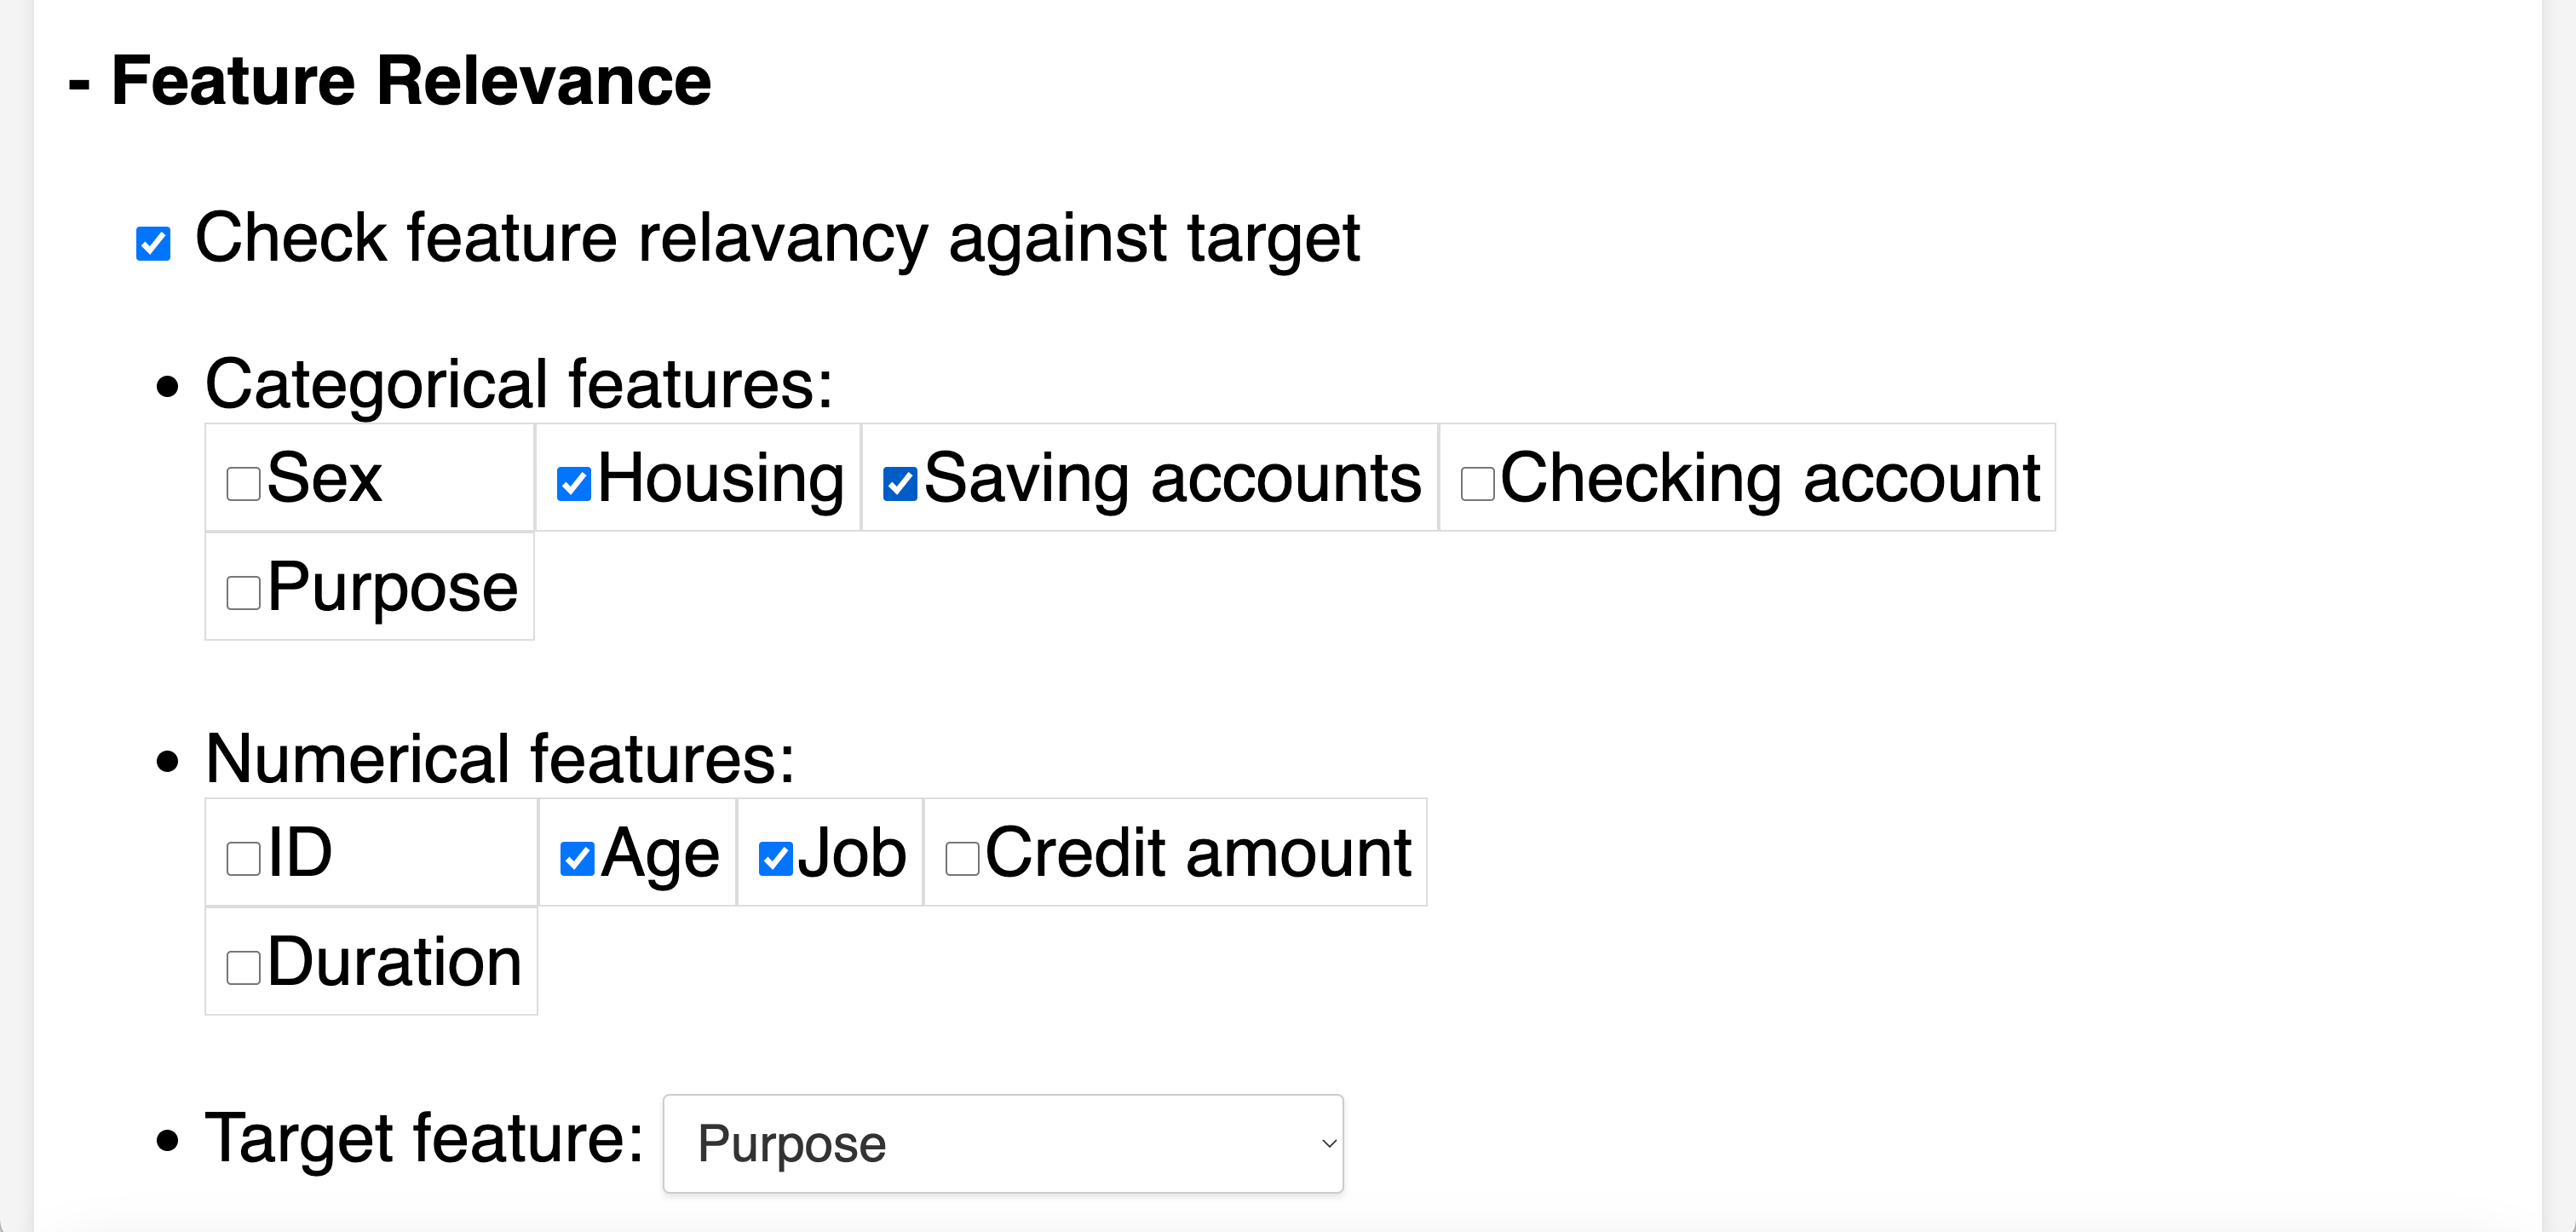 - Feature Relevance
Check feature relavancy against target
• Categorical features:
Sex Housing Saving accounts Checking account
Purpose
• Numerical features:
ID Age Job Credit amount
Duration
• Target feature: Purpose